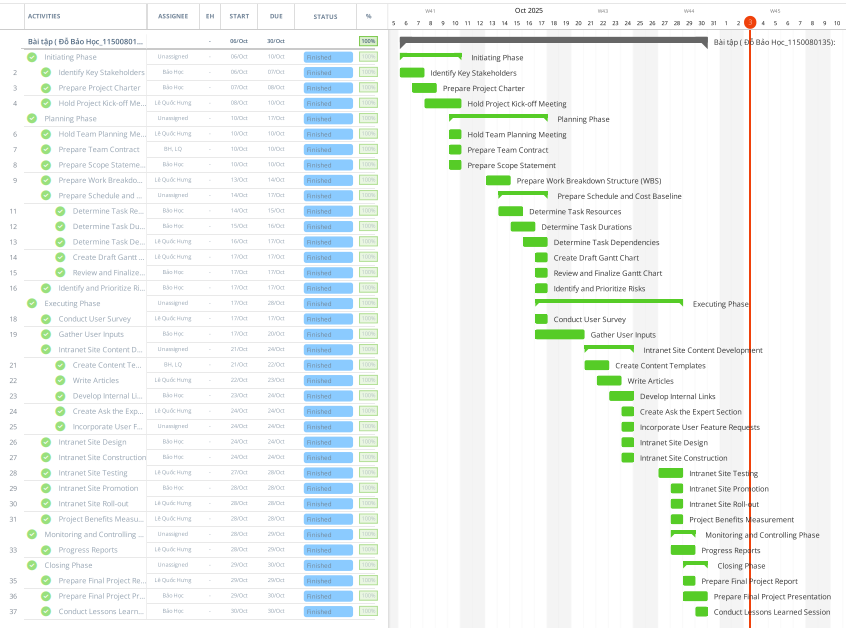 ACTIVITIES ASSIGNEE EH START DUE STATUS %
W41 Oct 2025 W43 W44 W45
5 6 7 8 9 10 11 12 13 14 15 16 17 18 19 20 21 22 23 24 25 26 27 28 29 30 31 1 2 3 4 5 6 7 8 9 10
Bài tập ( Đỗ Bảo Học_11500801... - 06/Oct 30/Oct 100% Bài tập ( Đỗ Bảo Học_1150080135):
Initiating Phase Unassigned - 06/Oct 10/Oct Finished 100% Initiating Phase
2 Identify Key Stakeholders Bảo Học - 06/Oct 07/Oct Finished 100% Identify Key Stakeholders
3 Prepare Project Charter Bảo Học - 07/Oct 08/Oct Finished 100% Prepare Project Charter
4 Hold Project Kick-off Me... Lê Quốc Hưng - 08/Oct 10/Oct Finished 100% Hold Project Kick-off Meeting
Planning Phase Unassigned - 10/Oct 17/Oct Finished 100% Planning Phase
6 Hold Team Planning Me... Lê Quốc Hưng - 10/Oct 10/Oct Finished 100% Hold Team Planning Meeting
7 Prepare Team Contract BH, LQ - 10/Oct 10/Oct Finished 100% Prepare Team Contract
8 Prepare Scope Stateme... Bảo Học - 10/Oct 10/Oct Finished 100% Prepare Scope Statement
9 Prepare Work Breakdo... Lê Quốc Hưng - 13/Oct 14/Oct Finished 100% Prepare Work Breakdown Structure (WBS)
Prepare Schedule and ... Unassigned - 14/Oct 17/Oct Finished 100% Prepare Schedule and Cost Baseline
11 Determine Task Re... Bảo Học - 14/Oct 15/Oct Finished 100% Determine Task Resources
12 Determine Task Du... Bảo Học - 15/Oct 16/Oct Finished 100% Determine Task Durations
13 Determine Task De... Lê Quốc Hưng - 16/Oct 17/Oct Finished 100% Determine Task Dependencies
14 Create Draft Gantt ... Bảo Học - 17/Oct 17/Oct Finished 100% Create Draft Gantt Chart
15 Review and Finalize... Bảo Học - 17/Oct 17/Oct Finished 100% Review and Finalize Gantt Chart
16 Identify and Prioritize Ri... Lê Quốc Hưng - 17/Oct 17/Oct Finished 100% Identify and Prioritize Risks
Executing Phase Unassigned - 17/Oct 28/Oct Finished 100% Executing Phase
18 Conduct User Survey Lê Quốc Hưng - 17/Oct 17/Oct Finished 100% Conduct User Survey
19 Gather User Inputs Bảo Học - 17/Oct 20/Oct Finished 100% Gather User Inputs
Intranet Site Content D... Unassigned - 21/Oct 24/Oct Finished 100% Intranet Site Content Development
21 Create Content Te... BH, LQ - 21/Oct 22/Oct Finished 100% Create Content Templates
22 Write Articles Lê Quốc Hưng - 22/Oct 23/Oct Finished 100% Write Articles
23 Develop Internal Li... Bảo Học - 23/Oct 24/Oct Finished 100% Develop Internal Links
24 Create Ask the Exp... Lê Quốc Hưng - 24/Oct 24/Oct Finished 100% Create Ask the Expert Section
25 Incorporate User F... Unassigned - 24/Oct 24/Oct Finished 100% Incorporate User Feature Requests
26 Intranet Site Design Bảo Học - 24/Oct 24/Oct Finished 100% Intranet Site Design
27 Intranet Site Construction Bảo Học - 24/Oct 24/Oct Finished 100% Intranet Site Construction
28 Intranet Site Testing Lê Quốc Hưng - 27/Oct 28/Oct Finished 100% Intranet Site Testing
29 Intranet Site Promotion Bảo Học - 28/Oct 28/Oct Finished 100% Intranet Site Promotion
30 Intranet Site Roll-out Lê Quốc Hưng - 28/Oct 28/Oct Finished 100% Intranet Site Roll-out
31 Project Benefits Measu... Lê Quốc Hưng - 28/Oct 28/Oct Finished 100% Project Benefits Measurement
Monitoring and Controlling ... Unassigned - 28/Oct 29/Oct Finished 100% Monitoring and Controlling Phase
33 Progress Reports Lê Quốc Hưng - 28/Oct 29/Oct Finished 100% Progress Reports
Closing Phase Unassigned - 29/Oct 30/Oct Finished 100% Closing Phase
35 Prepare Final Project Re... Lê Quốc Hưng - 29/Oct 29/Oct Finished 100% Prepare Final Project Report
36 Prepare Final Project Pr... Bảo Học - 29/Oct 30/Oct Finished 100% Prepare Final Project Presentation
37 Conduct Lessons Learn... Bảo Học - 30/Oct 30/Oct Finished 100% Conduct Lessons Learned Session